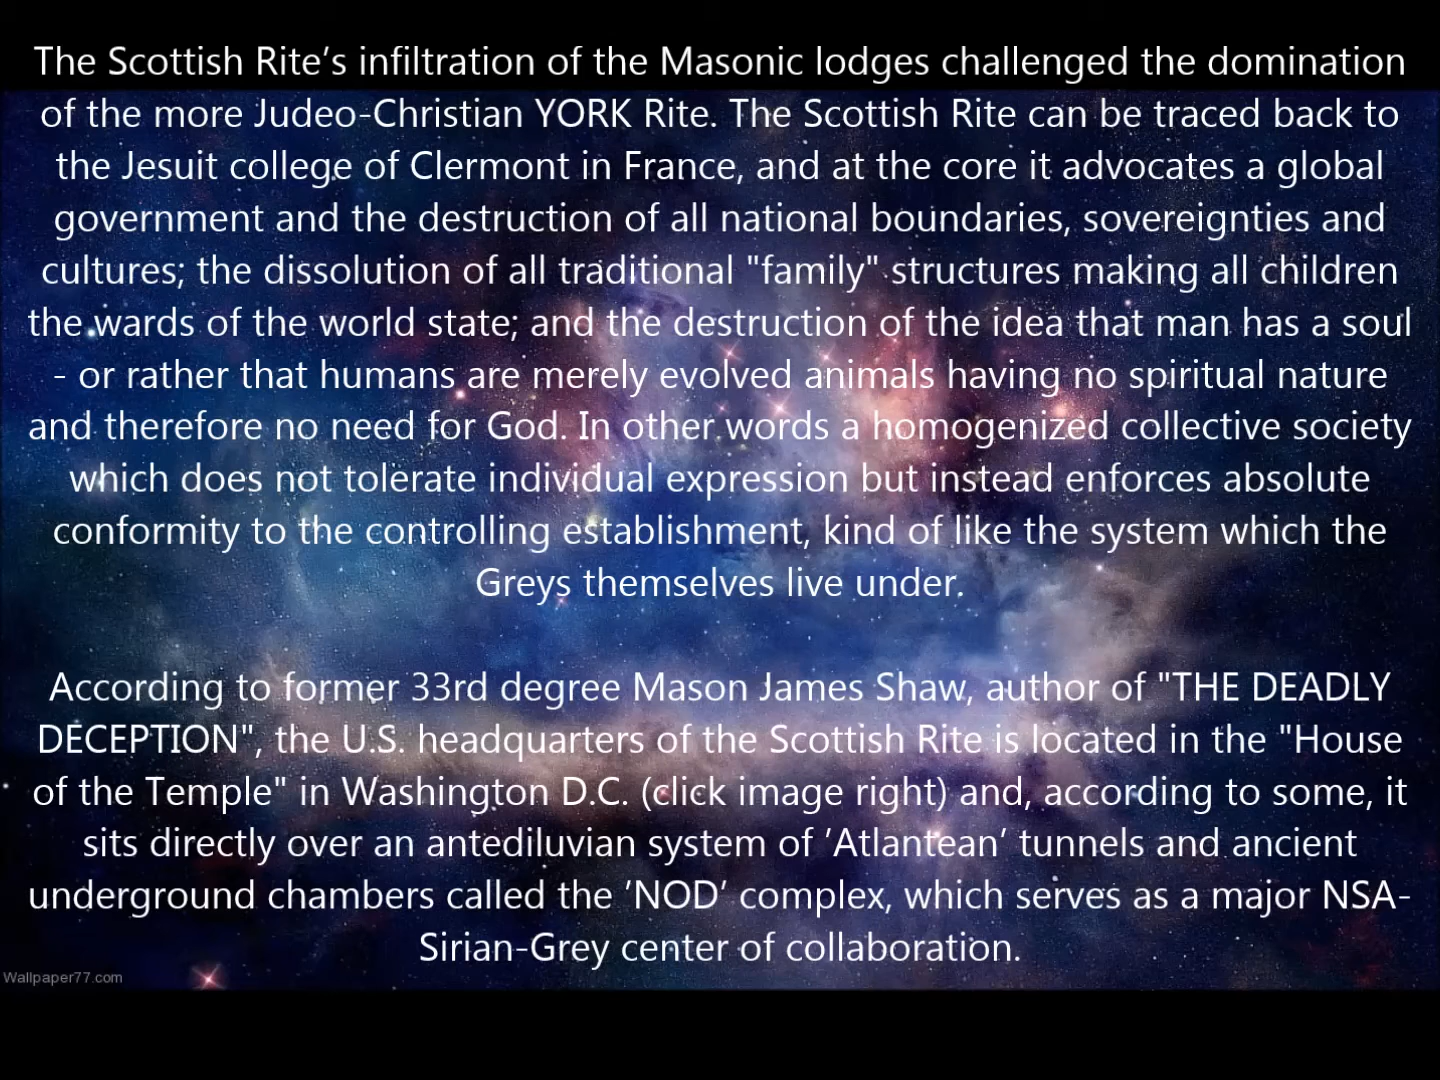 The Scottish Rite’s infiltration of the Masonic lodges challenged the domination
of the more Judeo-Christian YORK Rite. The Scottish Rite can be traced back to
the Jesuit college of Clermont in France, and at the core it advocates a global
government and the destruction of all national boundaries, sovereignties and
cultures; the dissolution of all traditional "family" structures making all children
the wards of the world state; and the destruction of the idea that man has a soul
- or rather that humans are merely evolved animals having no spiritual nature
and therefore no need for God. In other words a homogenized collective society
which does not tolerate individual expression but instead enforces absolute
conformity to the controlling establishment, kind of like the system which the
Greys themselves live under.
According to former 33rd degree Mason James Shaw, author of "THE DEADLY
DECEPTION", the U.S. headquarters of the Scottish Rite is located in the "House
of the Temple" in Washington D.C. (click image right) and, according to some, it
sits directly over an antediluvian system of ’Atlantean’ tunnels and ancient
underground chambers called the ’NOD’ complex, which serves as a major NSA-
Sirian-Grey center of collaboration.
Wallpaper77.com